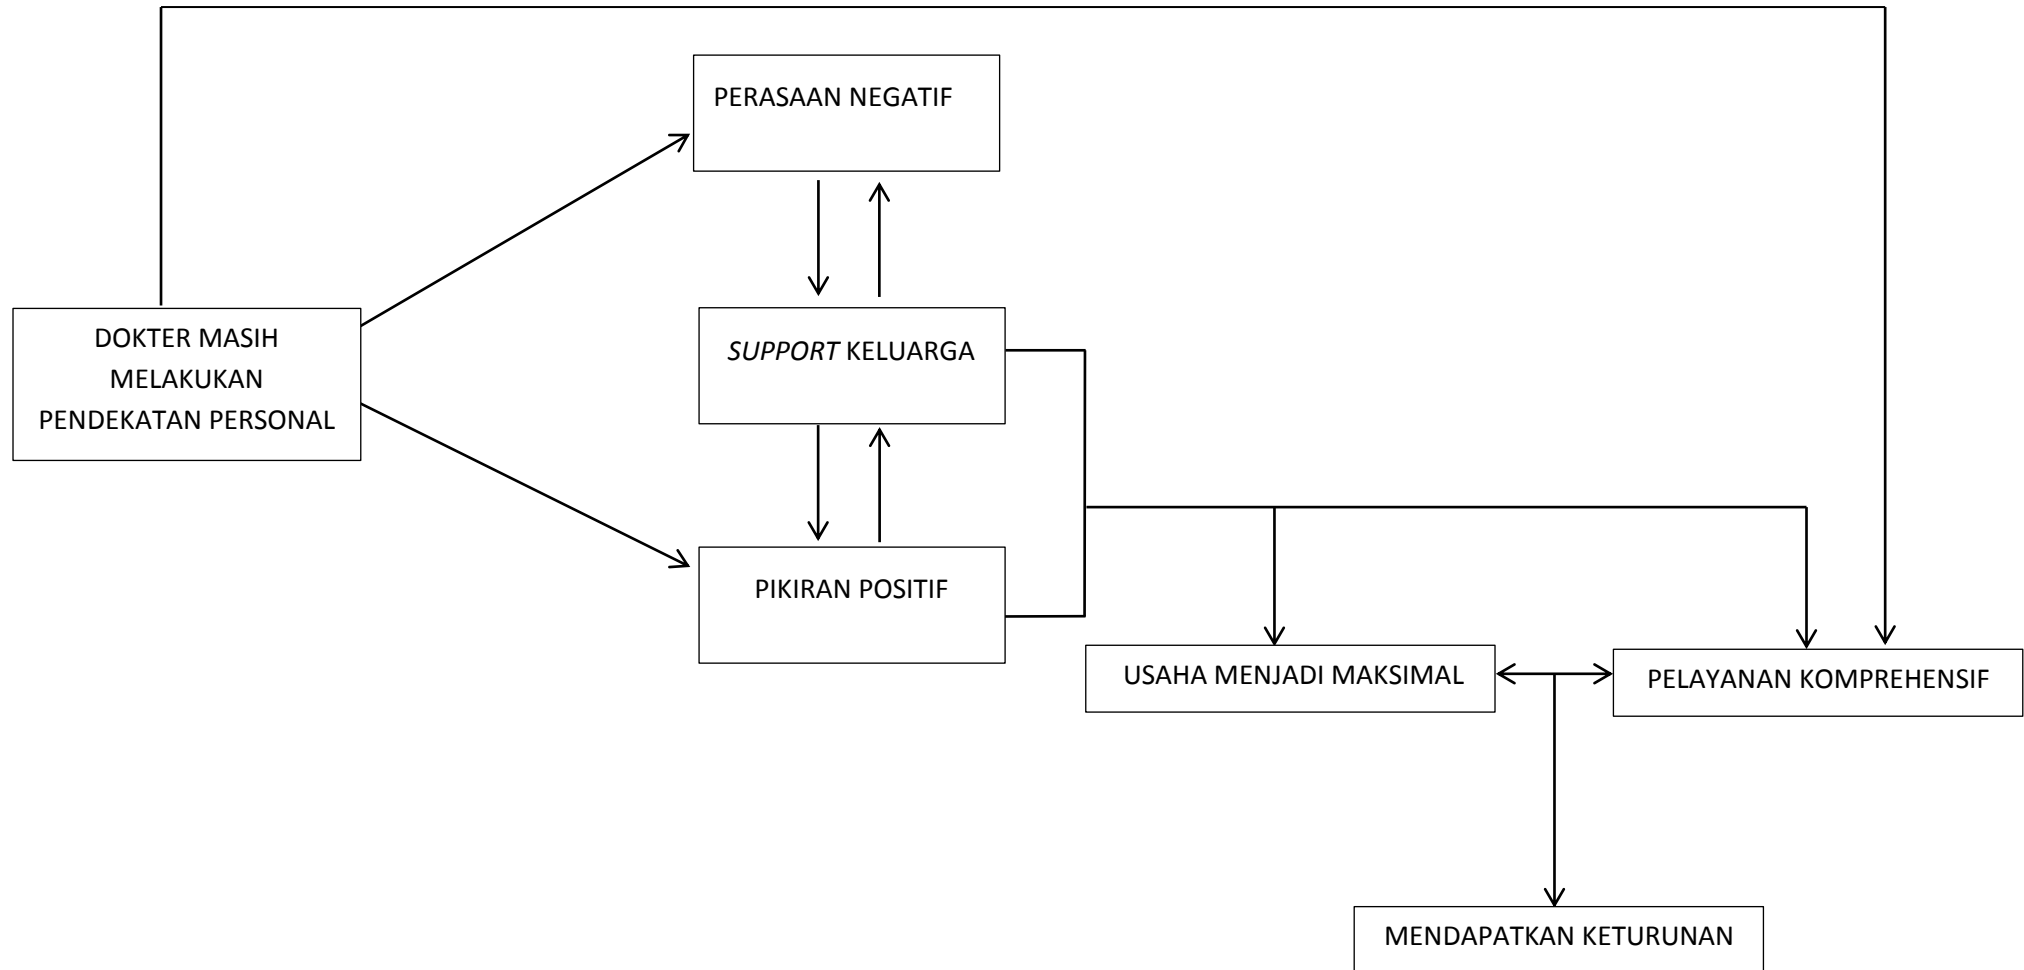 PERASAAN NEGATIF
DOKTER MASIH
MELAKUKAN
PENDEKATAN PERSONAL
SUPPORT KELUARGA
PIKIRAN POSITIF
USAHA MENJADI MAKSIMAL
PELAYANAN KOMPREHENSIF
MENDAPATKAN KETURUNAN